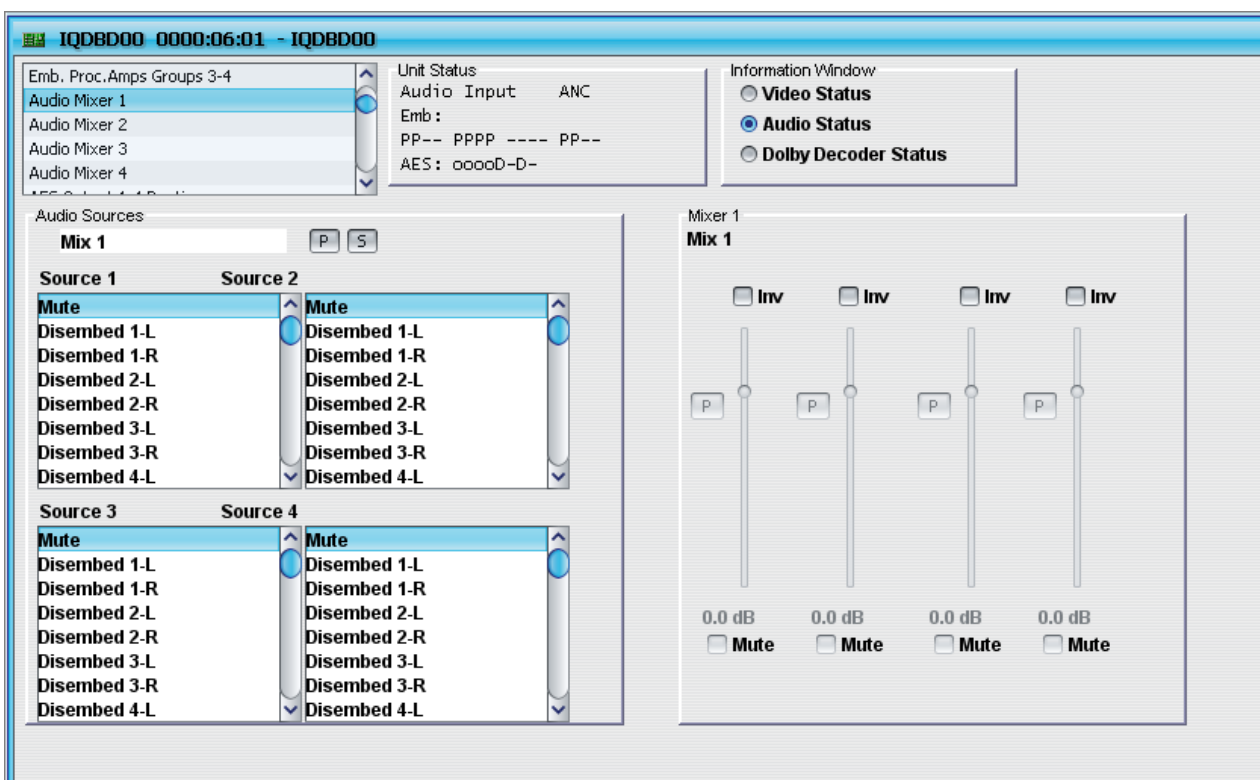 IQDBD00 0000:06:01 - IQDBD00
Emb. Proc.Amps Groups 3-4
Audio Mixer 1
Audio Mixer 2
Audio Mixer 3
Audio Mixer 4
Unit Status
Audio Input ANC
Emb:
PP-- PPPP ---- PP--
AES: ooooD-D-
Information Window
Video Status
Audio Status
Dolby Decoder Status
Audio Sources
Mix 1 P S
Source 1 Source 2
Mute Mute
Disembed 1-L Disembed 1-L
Disembed 1-R Disembed 1-R
Disembed 2-L Disembed 2-L
Disembed 2-R Disembed 2-R
Disembed 3-L Disembed 3-L
Disembed 3-R Disembed 3-R
Disembed 4-L Disembed 4-L
Source 3 Source 4
Mute Mute
Disembed 1-L Disembed 1-L
Disembed 1-R Disembed 1-R
Disembed 2-L Disembed 2-L
Disembed 2-R Disembed 2-R
Disembed 3-L Disembed 3-L
Disembed 3-R Disembed 3-R
Disembed 4-L Disembed 4-L
Mixer 1
Mix 1
Inv Inv Inv Inv
P P P P
0.0 dB 0.0 dB 0.0 dB 0.0 dB
Mute Mute Mute Mute